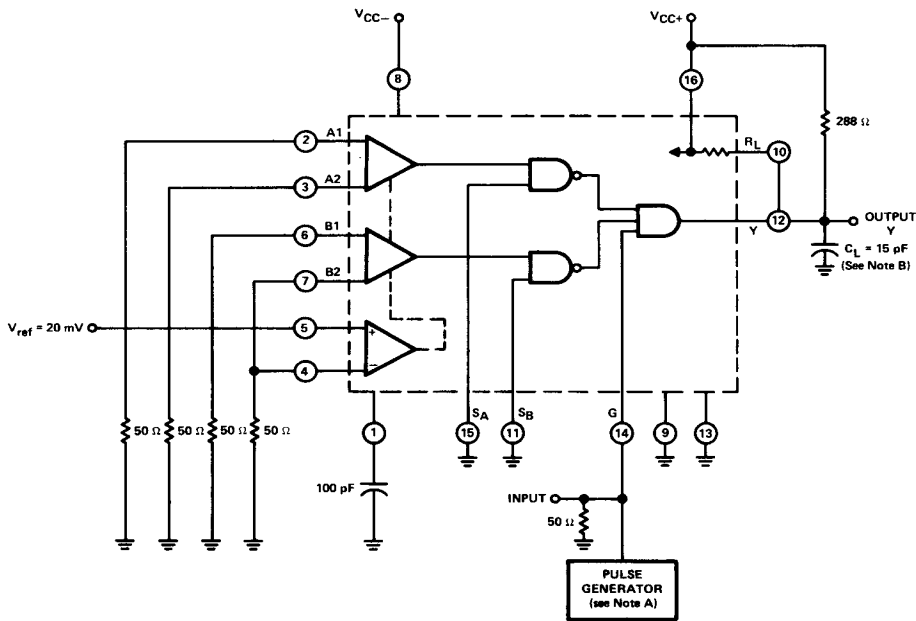 VCC−
VCC+
8
16
288 Ω
RL
10
2
A1
3
A2
6
B1
12
Y
OUTPUT
Y
7
B2
CL = 15 pF
(See Note B)
Vref = 20 mV
5
+
4
−
SA
SB
G
50 Ω
50 Ω
50 Ω
50 Ω
1
15
11
14
9
13
100 pF
INPUT
50 Ω
PULSE
GENERATOR
(see Note A)